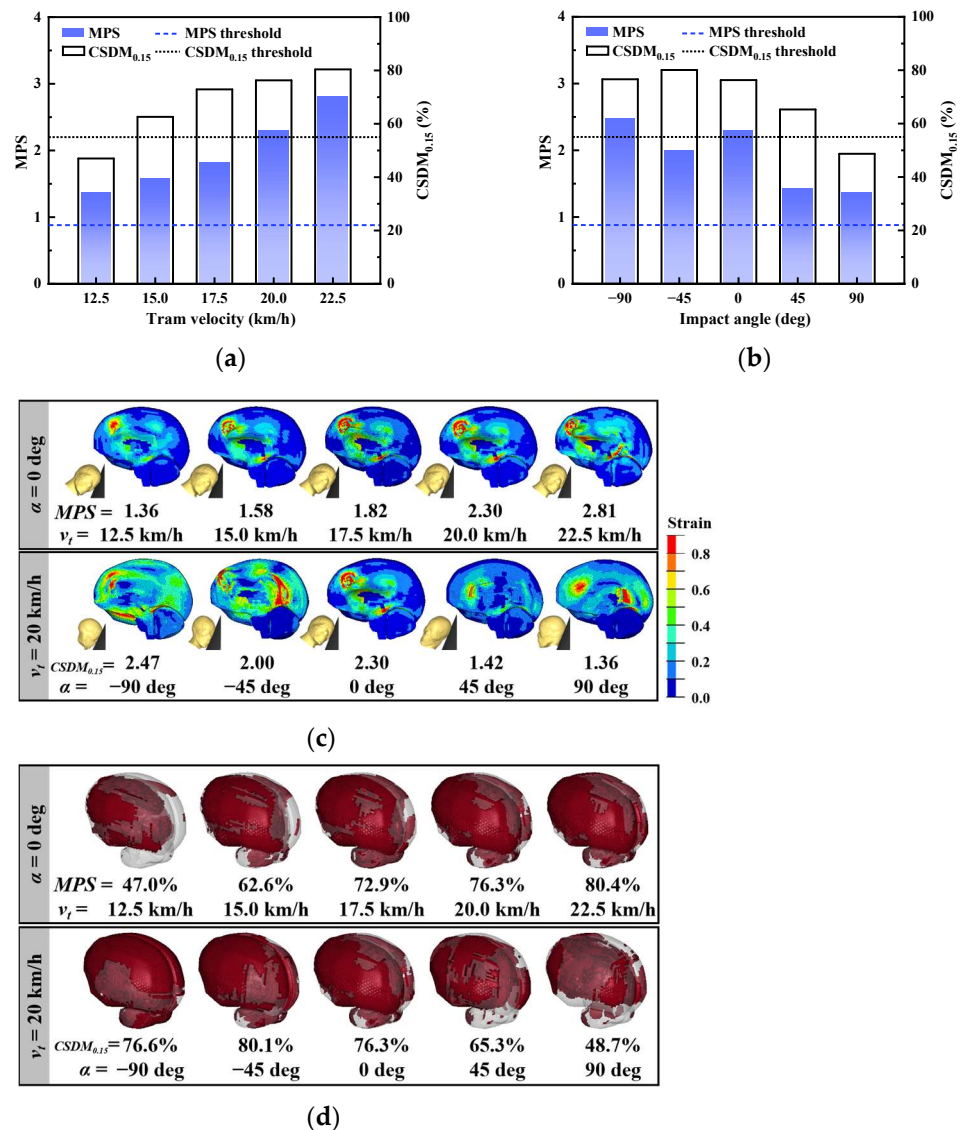 MPS
MPS threshold
CSDM0.15
CSDM0.15 threshold
4
3
2
1
0
MPS
100
80
60
40
20
0
CSDM0.15 (%)
12.5 15.0 17.5 20.0 22.5
Tram velocity (km/h)
(a)
MPS
MPS threshold
CSDM0.15
CSDM0.15 threshold
4
3
2
1
0
MPS
100
80
60
40
20
0
CSDM0.15 (%)
−90 −45 0 45 90
Impact angle (deg)
(b)
α = 0 deg
MPS = 1.36 1.58 1.82 2.30 2.81
vt = 12.5 km/h 15.0 km/h 17.5 km/h 20.0 km/h 22.5 km/h
vt = 20 km/h
CSDM0.15= 2.47 2.00 2.30 1.42 1.36
α = −90 deg −45 deg 0 deg 45 deg 90 deg
Strain
0.8
0.6
0.4
0.2
0.0
(c)
α = 0 deg
MPS = 47.0% 62.6% 72.9% 76.3% 80.4%
vt = 12.5 km/h 15.0 km/h 17.5 km/h 20.0 km/h 22.5 km/h
vt = 20 km/h
CSDM0.15=76.6% 80.1% 76.3% 65.3% 48.7%
α = −90 deg −45 deg 0 deg 45 deg 90 deg
(d)